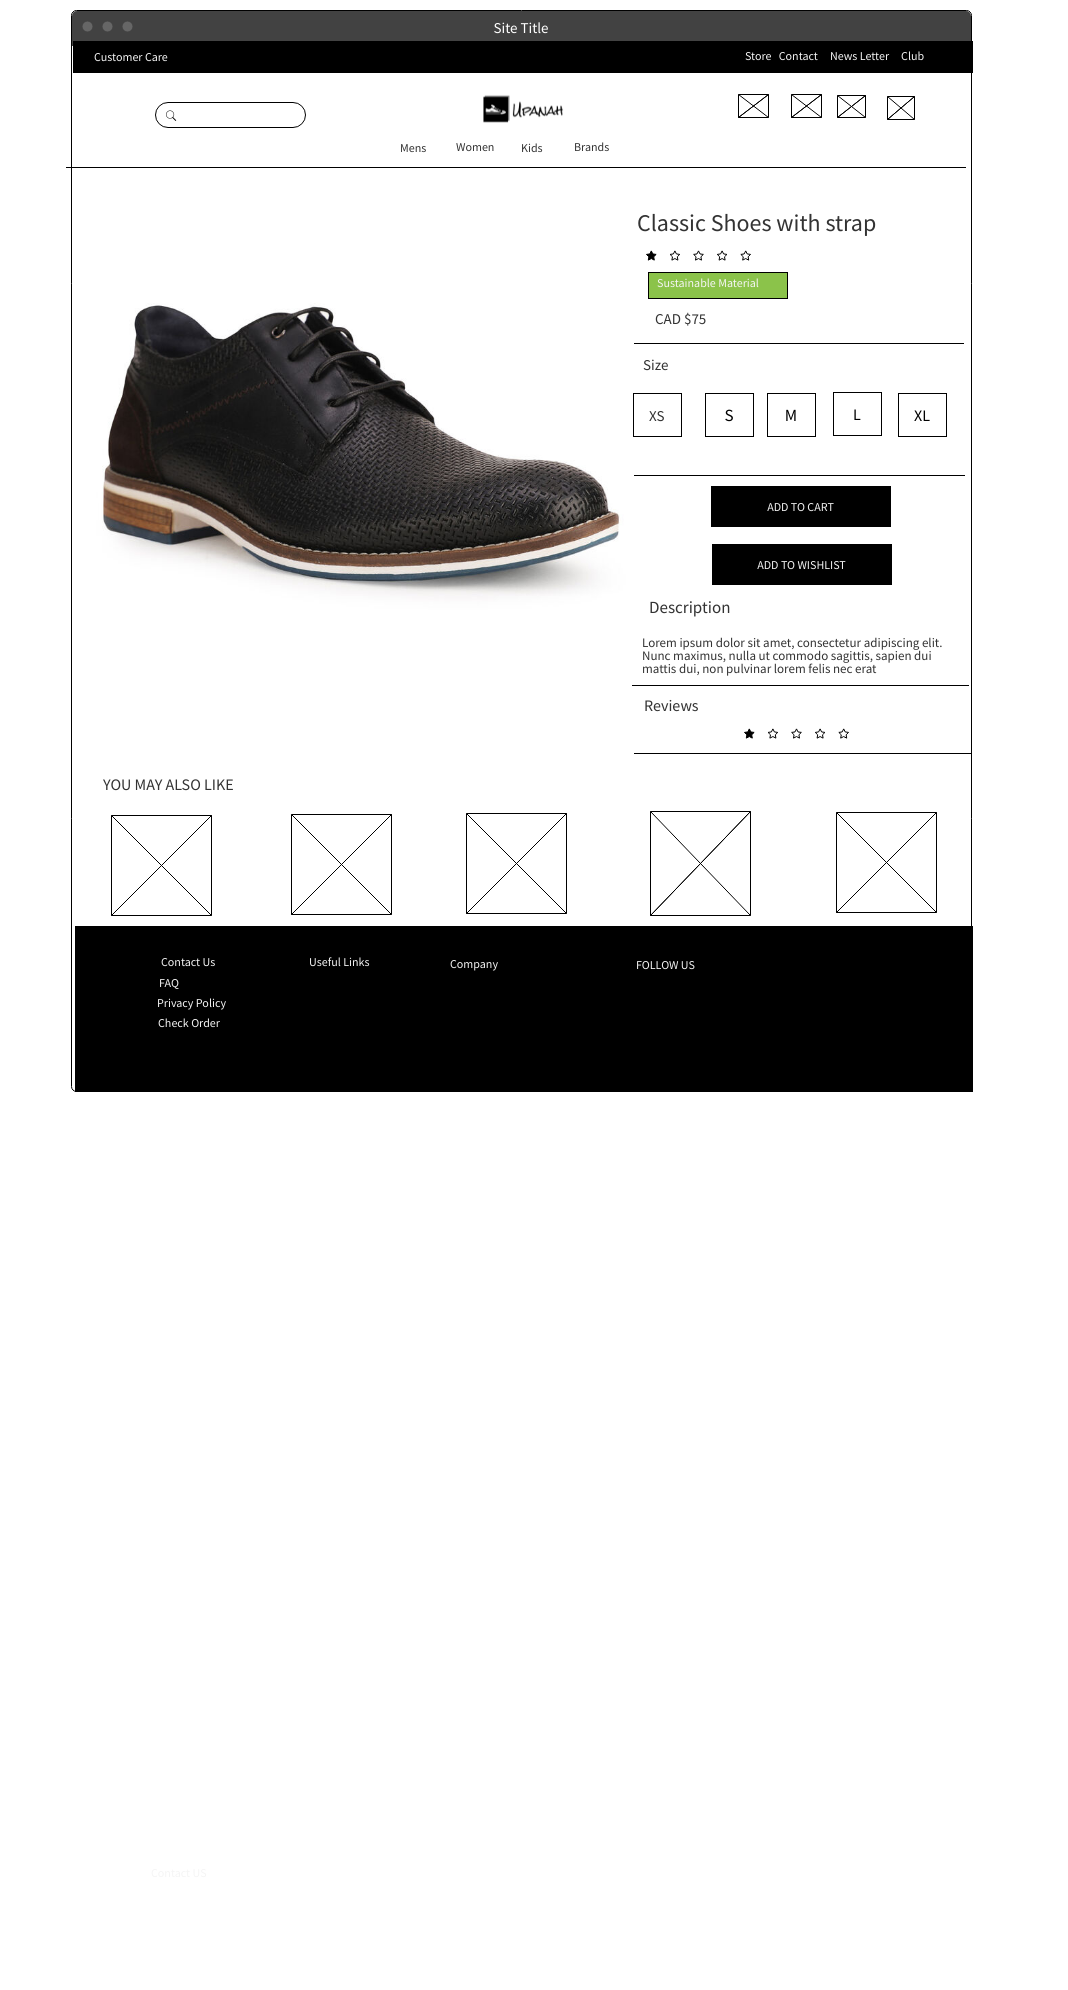 Site Title
Customer Care
Store Contact News Letter Club
UPANAH
Mens Women Kids Brands
Classic Shoes with strap
Sustainable Material
CAD $75
Size
XS S M L XL
ADD TO CART
ADD TO WISHLIST
Description
Lorem ipsum dolor sit amet, consectetur adipiscing elit.
Nunc maximus, nulla ut commodo sagittis, sapien dui
mattis dui, non pulvinar lorem felis nec erat
Reviews
YOU MAY ALSO LIKE
Contact Us Useful Links Company FOLLOW US
FAQ
Privacy Policy
Check Order
Contact US